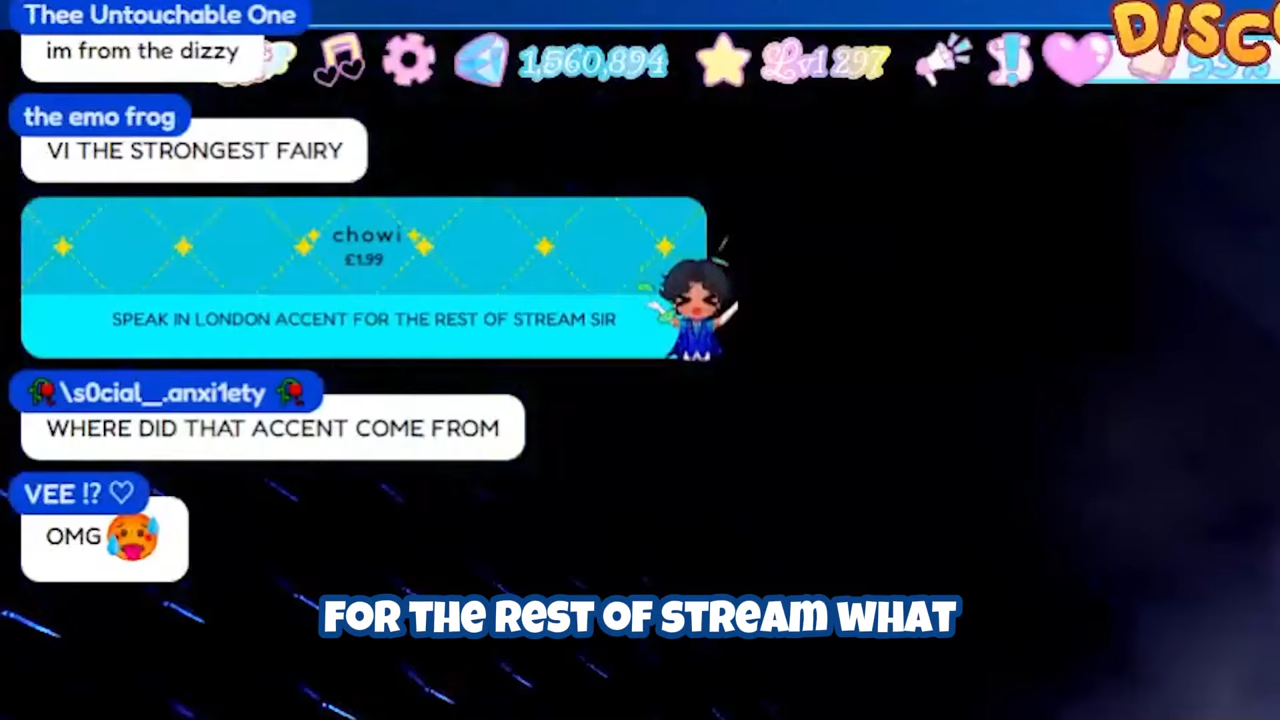 Thee Untouchable One
im from the dizzy
1,560,894
Lv1 297
DISC
the emo frog
VI THE STRONGEST FAIRY
chowi
£1.99
SPEAK IN LONDON ACCENT FOR THE REST OF STREAM SIR
\s0cial__.anxi1ety
WHERE DID THAT ACCENT COME FROM
VEE !? ♡
OMG 🥵
FOR THE REST OF STREAM WHAT